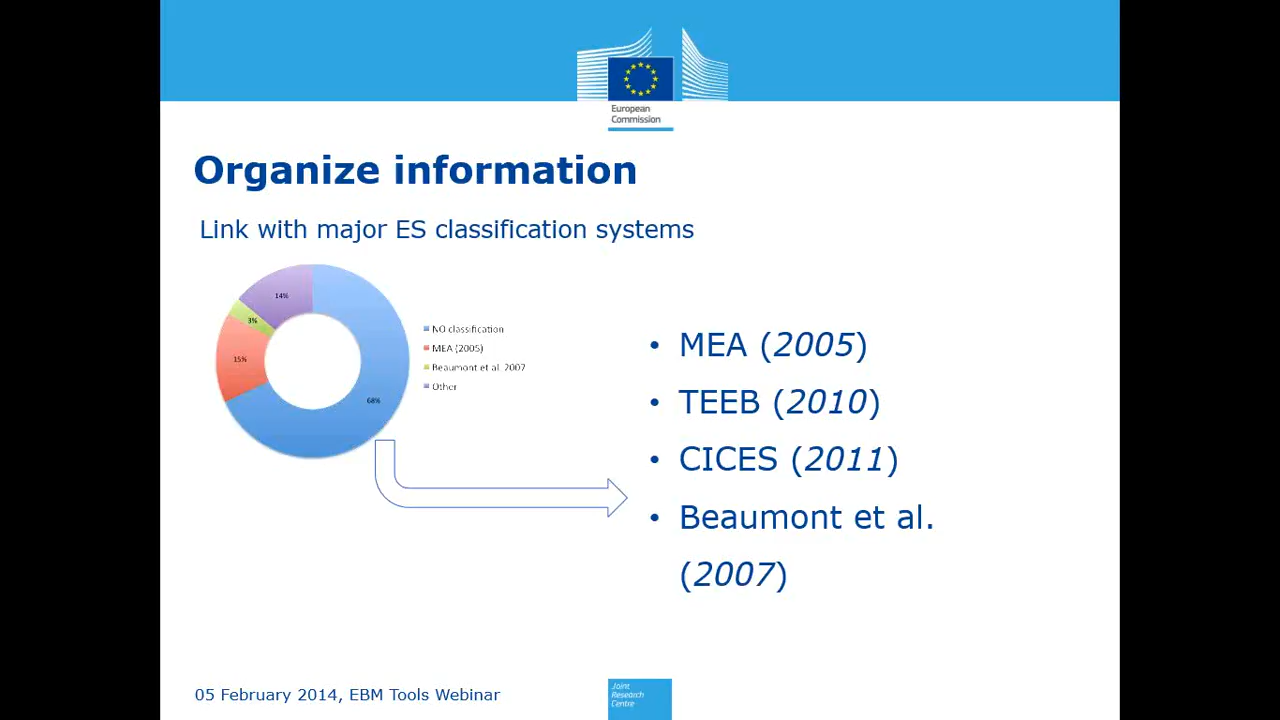 European
Commission
Organize information
Link with major ES classification systems
14%
3%
15%
68%
NO classification
MEA (2005)
Beaumont et al. 2007
Other
• MEA (2005)
• TEEB (2010)
• CICES (2011)
• Beaumont et al.
(2007)
05 February 2014, EBM Tools Webinar
Joint
Research
Centre